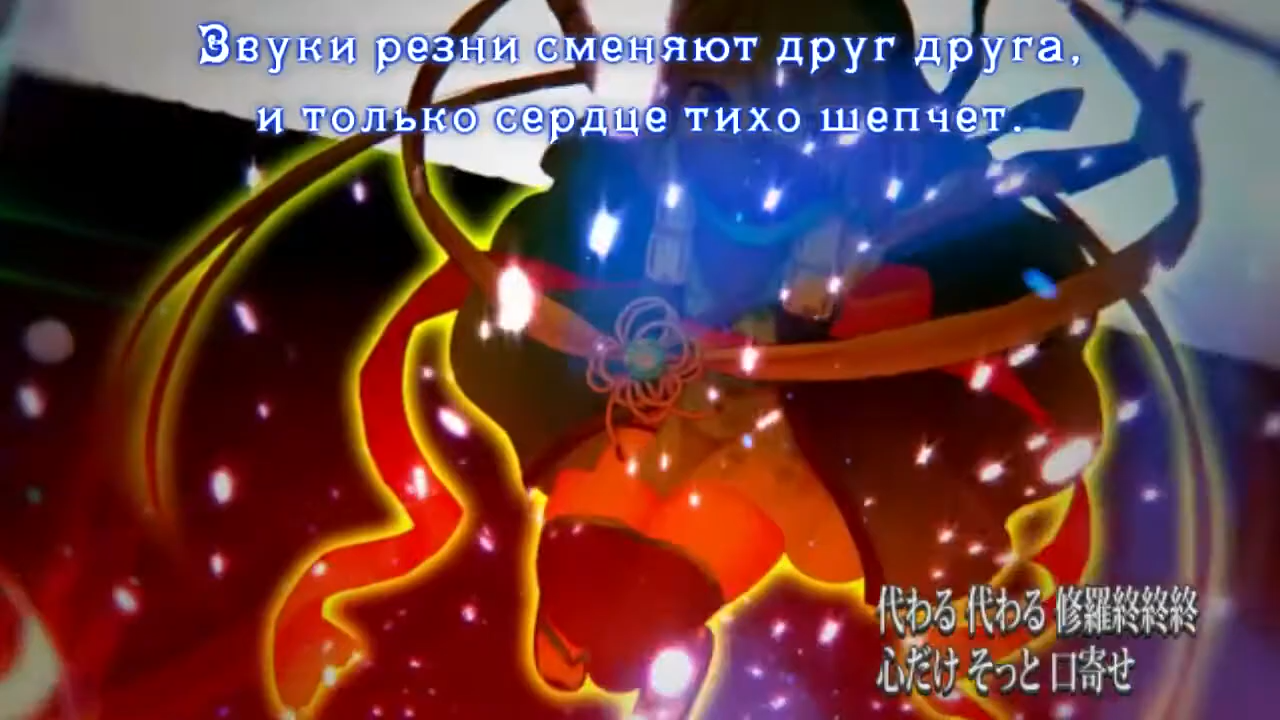 Звуки резни сменяют друг друга,
и только сердце тихо шепчет.
代わる 代わる 修羅終終終
心だけ そっと 口寄せ